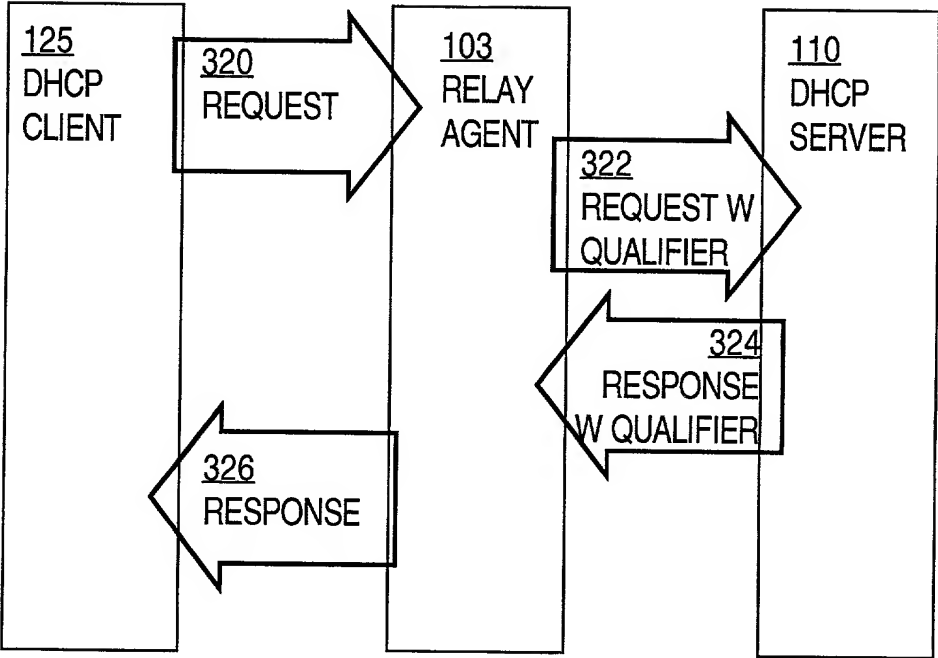 125
DHCP
CLIENT
320
REQUEST
103
RELAY
AGENT
110
DHCP
SERVER
322
REQUEST W
QUALIFIER
324
RESPONSE
W QUALIFIER
326
RESPONSE